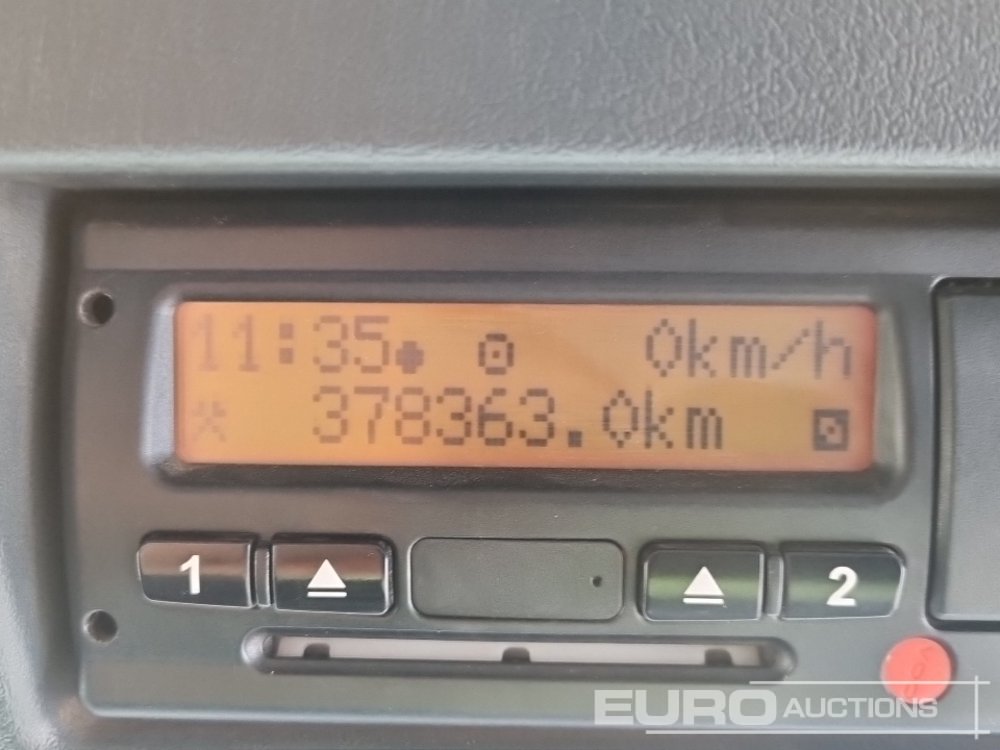 11:35 0km/h
378363.0km
1 2
EURO AUCTIONS